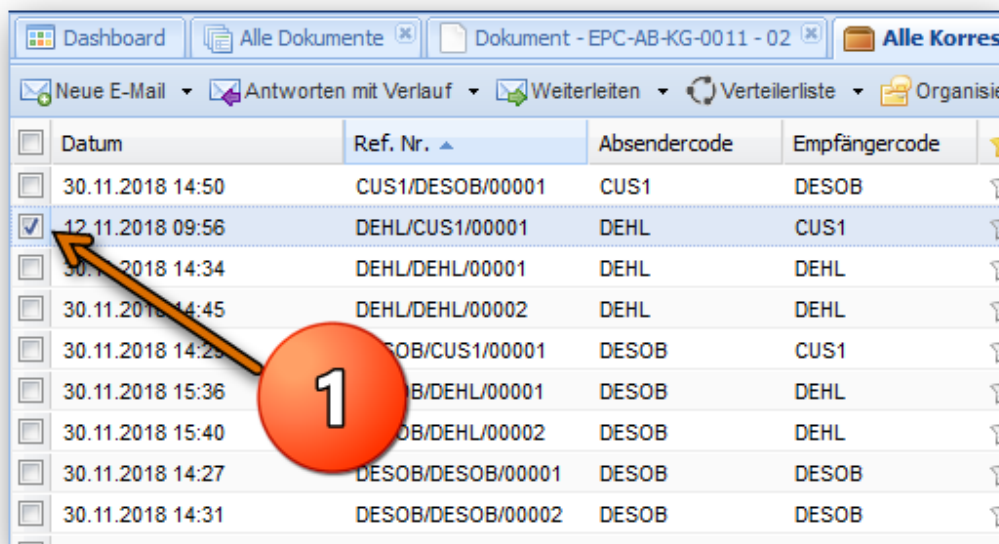 Dashboard Alle Dokumente Dokument - EPC-AB-KG-0011 - 02 Alle Korres
Neue E-Mail Antworten mit Verlauf Weiterleiten Verteilerliste Organisie
Datum Ref. Nr. Absendercode Empfängercode
30.11.2018 14:50 CUS1/DESOB/00001 CUS1 DESOB
12.11.2018 09:56 DEHL/CUS1/00001 DEHL CUS1
30.11.2018 14:34 DEHL/DEHL/00001 DEHL DEHL
30.11.2018 14:45 DEHL/DEHL/00002 DEHL DEHL
30.11.2018 SOB/CUS1/00001 DESOB CUS1
30.11.2018 15:36 OB/DEHL/00001 DESOB DEHL
30.11.2018 15:40 OB/DEHL/00002 DESOB DEHL
30.11.2018 14:27 DESOB/DESOB/00001 DESOB DESOB
30.11.2018 14:31 DESOB/DESOB/00002 DESOB DESOB
1